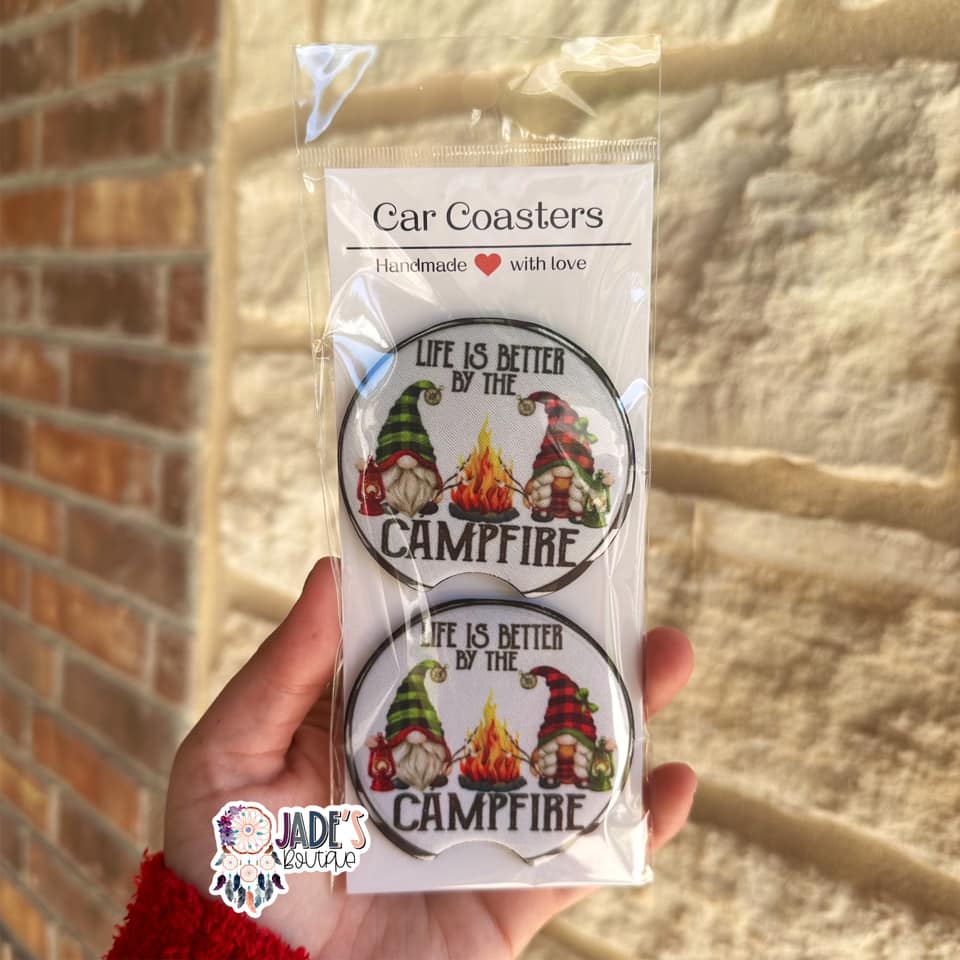 Car Coasters
Handmade ❤ with love
LIFE IS BETTER
BY THE
CAMPFIRE
LIFE IS BETTER
BY THE
CAMPFIRE
JADE'S
Boutique